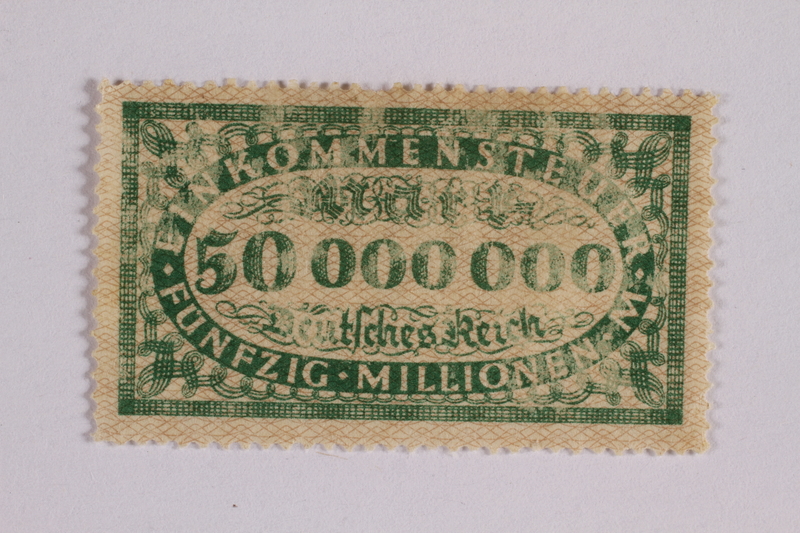 EINKOMMENSTEUER
50 000 000
Deutsches Reich
• FÜNFZIG • MILLIONEN • M. •